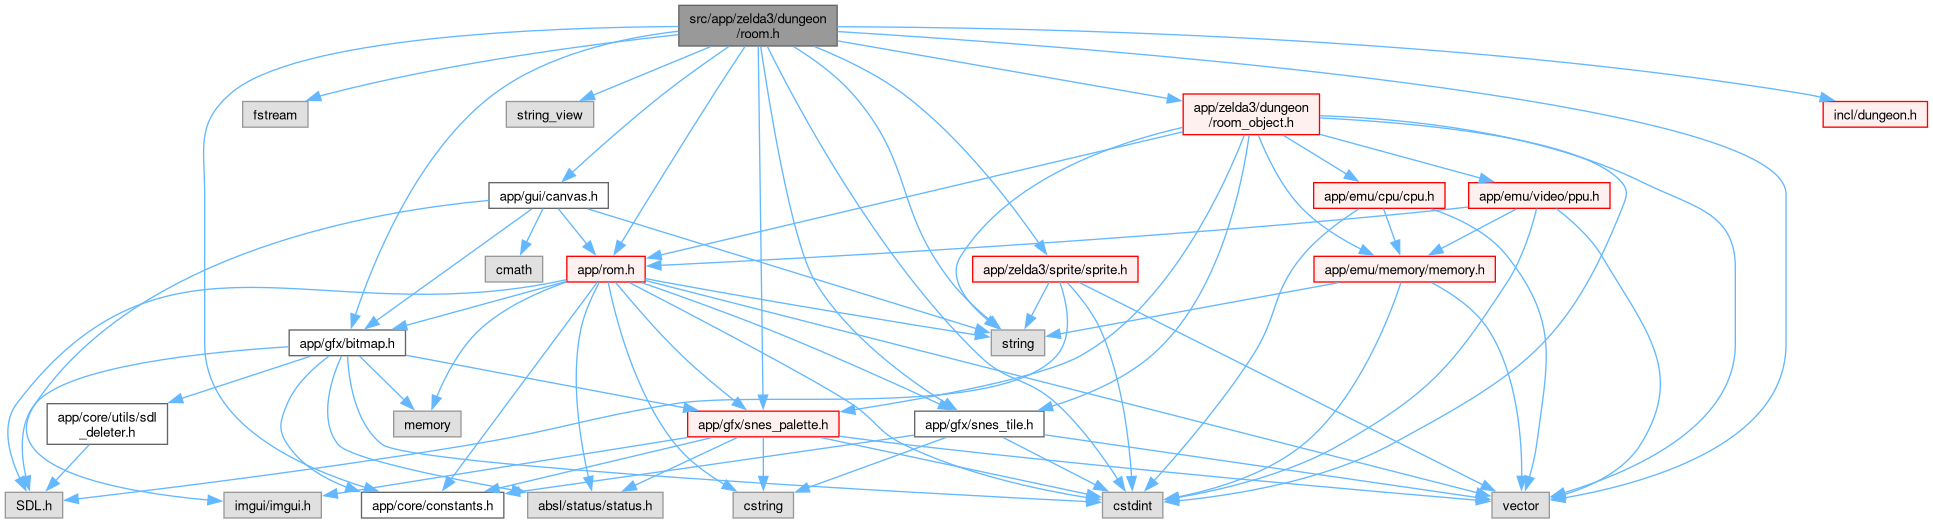 src/app/zelda3/dungeon
/room.h
fstream
string_view
app/zelda3/dungeon
/room_object.h
incl/dungeon.h
app/gui/canvas.h
app/emu/cpu/cpu.h
app/emu/video/ppu.h
cmath
app/rom.h
app/zelda3/sprite/sprite.h
app/emu/memory/memory.h
app/gfx/bitmap.h
string
app/core/utils/sdl
_deleter.h
memory
app/gfx/snes_palette.h
app/gfx/snes_tile.h
SDL.h
imgui/imgui.h
app/core/constants.h
absl/status/status.h
cstring
cstdint
vector